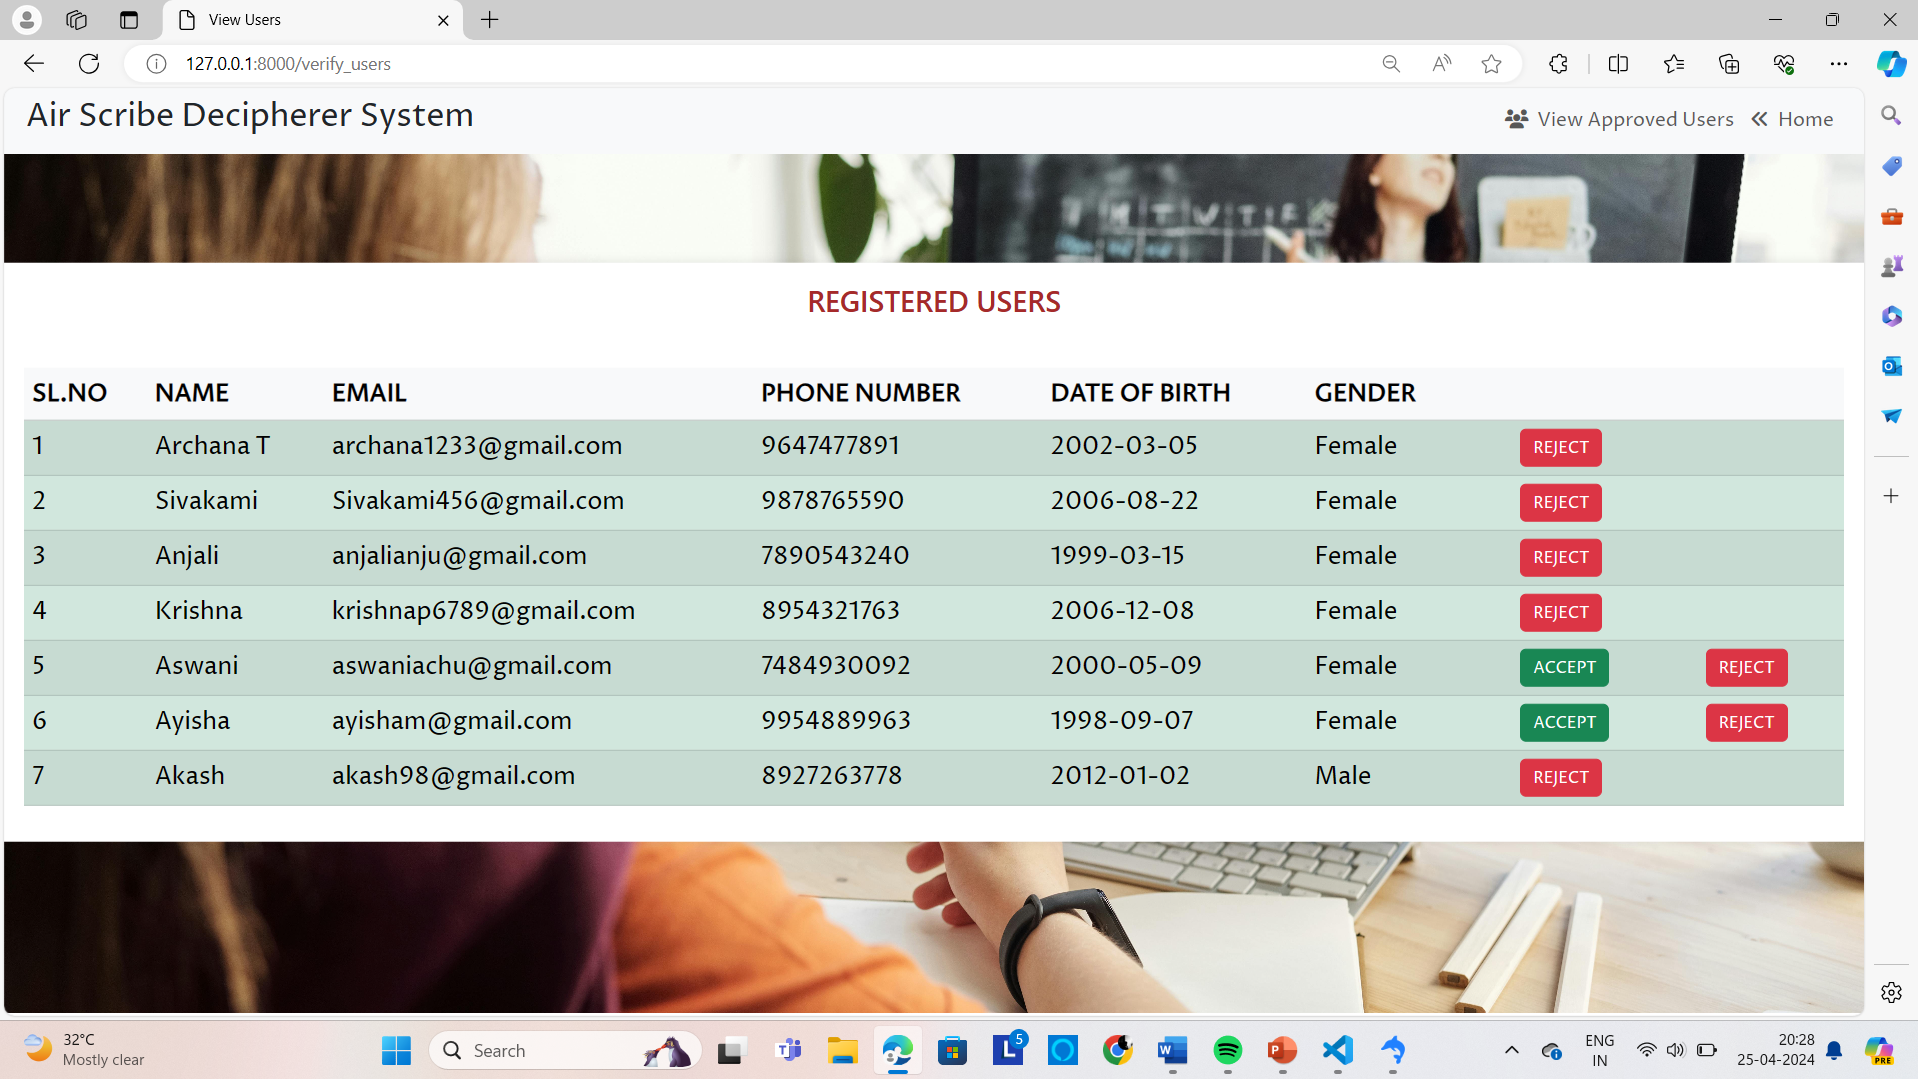 View Users
127.0.0.1:8000/verify_users
Air Scribe Decipherer System
View Approved Users
Home
REGISTERED USERS
SL.NO NAME EMAIL PHONE NUMBER DATE OF BIRTH GENDER
1 Archana T archana1233@gmail.com 9647477891 2002-03-05 Female REJECT
2 Sivakami Sivakami456@gmail.com 9878765590 2006-08-22 Female REJECT
3 Anjali anjalianju@gmail.com 7890543240 1999-03-15 Female REJECT
4 Krishna krishnap6789@gmail.com 8954321763 2006-12-08 Female REJECT
5 Aswani aswaniachu@gmail.com 7484930092 2000-05-09 Female ACCEPT REJECT
6 Ayisha ayisham@gmail.com 9954889963 1998-09-07 Female ACCEPT REJECT
7 Akash akash98@gmail.com 8927263778 2012-01-02 Male REJECT
32°C
Mostly clear
Search
5
ENG
IN
20:28
25-04-2024
PRE